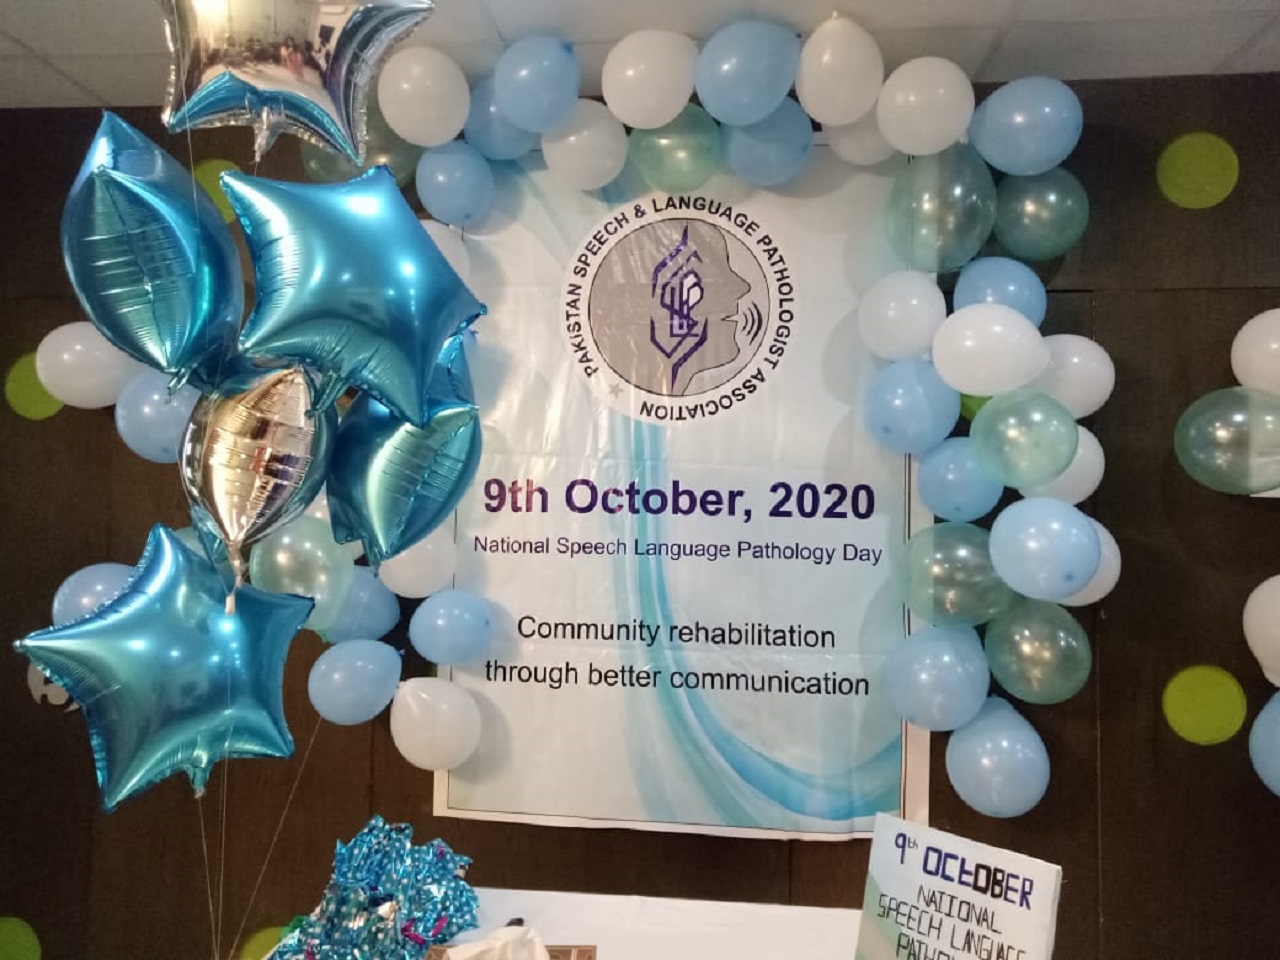 PAKISTAN SPEECH & LANGUAGE PATHOLOGIST ASSOCIATION
9th October, 2020
National Speech Language Pathology Day
Community rehabilitation
through better communication
9th OCTOBER
NATIONAL
SPEECH LANGUAGE